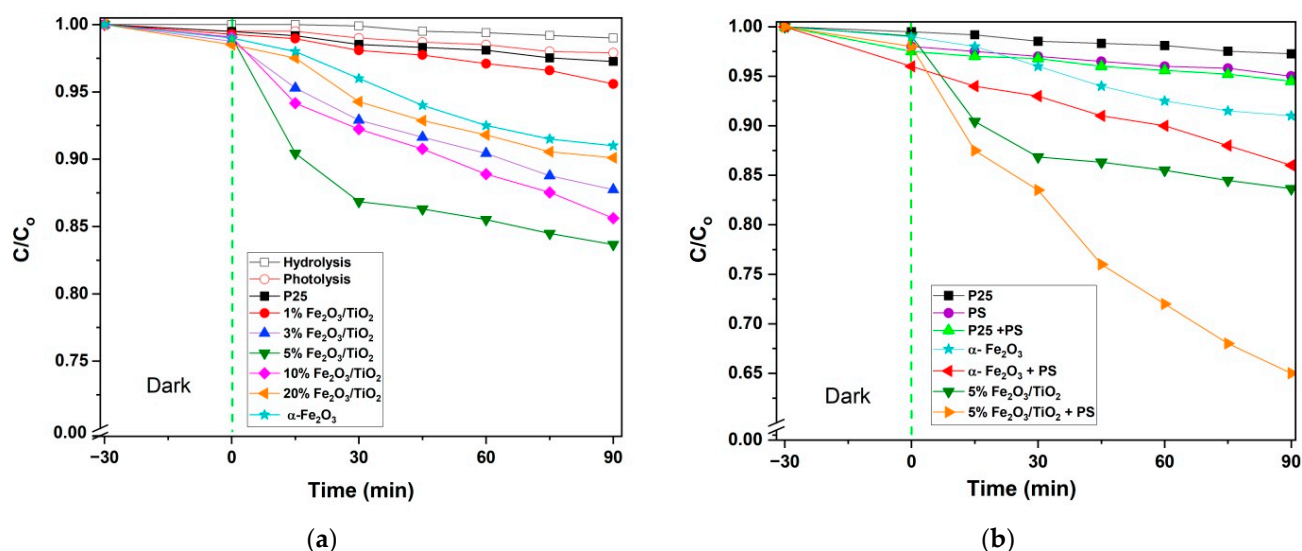 1.00
0.95
0.90
0.85
0.80
0.75
0.00
C/Co
Dark
Hydrolysis
Photolysis
P25
1% Fe₂O₃/TiO₂
3% Fe₂O₃/TiO₂
5% Fe₂O₃/TiO₂
10% Fe₂O₃/TiO₂
20% Fe₂O₃/TiO₂
α-Fe₂O₃
−30 0 30 60 90
Time (min)
(a)
1.00
0.95
0.90
0.85
0.80
0.75
0.70
0.65
0.00
C/Co
Dark
P25
PS
P25 +PS
α- Fe₂O₃
α- Fe₂O₃ + PS
5% Fe₂O₃/TiO₂
5% Fe₂O₃/TiO₂ + PS
−30 0 30 60 90
Time (min)
(b)